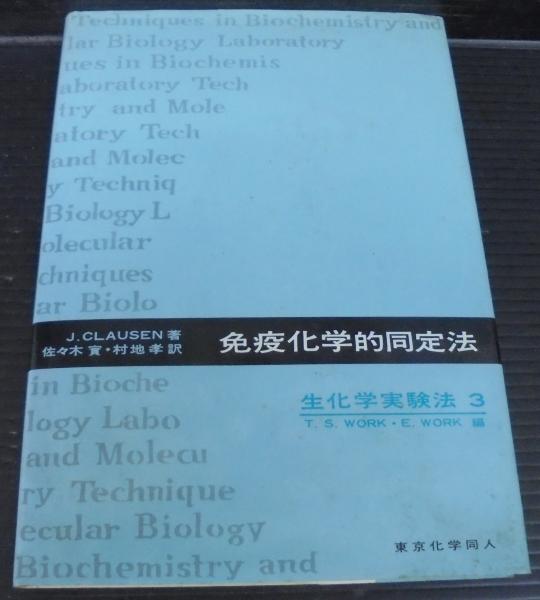 Techniques in Biochemistry and
lar Biology Laboratory
ues in Biochemis
aboratory Tech
try and Mole
atory Tech
and Molec
y Techniq
Biology L
olecular
chniques
ar Biolo
J. CLAUSEN 著
佐々木 實・村地 孝 訳
免疫化学的同定法
in Bioche
logy Labo
and Molecu
ry Technique
ecular Biology
Biochemistry and
生化学実験法 3
T. S. WORK・E. WORK 編
東京化学同人